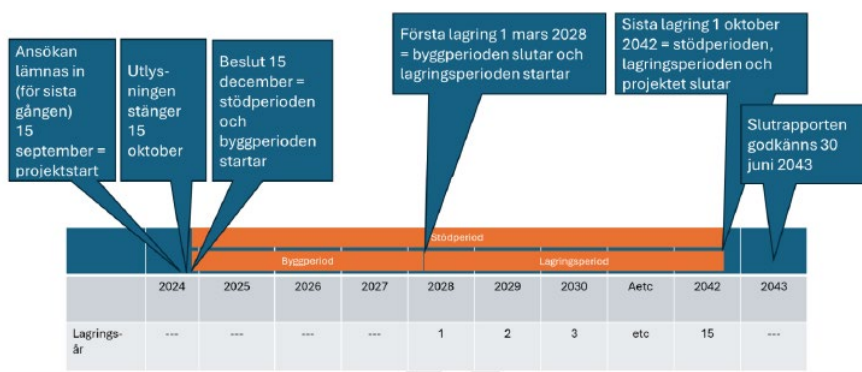 Ansökan
lämnas in
(för sista
gången)
15
september =
projektstart
Utlys-
ningen
stänger
15
oktober
Beslut 15
december =
stödperioden
och
byggperioden
startar
Första lagring 1 mars 2028
= byggperioden slutar och
lagringsperioden startar
Sista lagring 1 oktober
2042 = stödperioden,
lagringsperioden och
projektet slutar
Slutrapporten
godkänns 30
juni 2043
Stödperiod
Byggperiod Lagringsperiod
2024 2025 2026 2027 2028 2029 2030 Aetc 2042 2043
Lagrings-
år --- --- --- --- 1 2 3 etc 15 ---